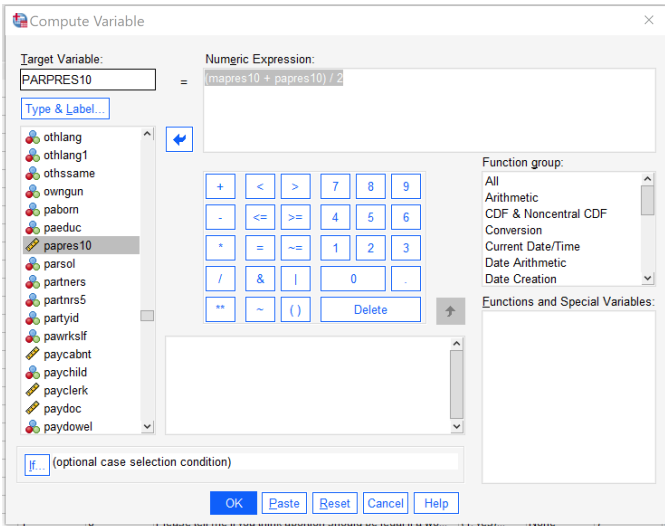 Compute Variable
Target Variable:
PARPRES10
=
Numeric Expression:
(mapres10 + papres10) / 2
Type & Label...
othlang
othlang1
othssame
owngun
paborn
paeduc
papres10
parsol
partners
partnrs5
partyid
pawrkslf
paycabnt
paychild
payclerk
paydoc
paydowel
+ < > 7 8 9
- <= >= 4 5 6
* = ~= 1 2 3
/ & | 0 .
** ~ ( ) Delete
Function group:
All
Arithmetic
CDF & Noncentral CDF
Conversion
Current Date/Time
Date Arithmetic
Date Creation
Functions and Special Variables:
If... (optional case selection condition)
OK Paste Reset Cancel Help